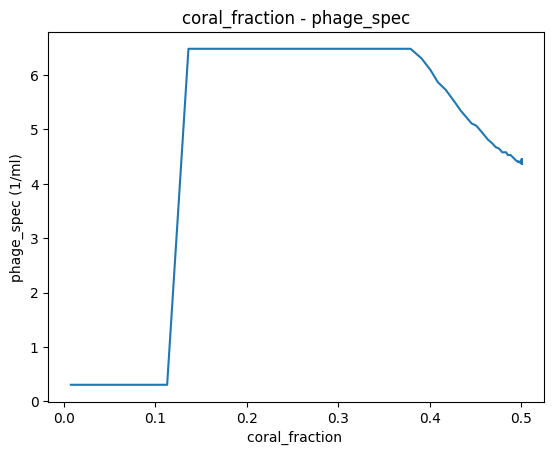 coral_fraction - phage_spec
phage_spec (1/ml)
6
5
4
3
2
1
0
0.0 0.1 0.2 0.3 0.4 0.5
coral_fraction